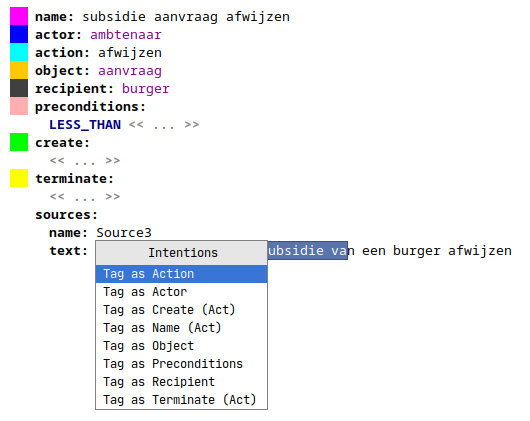 name: subsidie aanvraag afwijzen
actor: ambtenaar
action: afwijzen
object: aanvraag
recipient: burger
preconditions:
LESS_THAN << ... >>
create:
<< ... >>
terminate:
<< ... >>
sources:
name: Source3
text: ubsidie van een burger afwijzen
Intentions
Tag as Action
Tag as Actor
Tag as Create (Act)
Tag as Name (Act)
Tag as Object
Tag as Preconditions
Tag as Recipient
Tag as Terminate (Act)